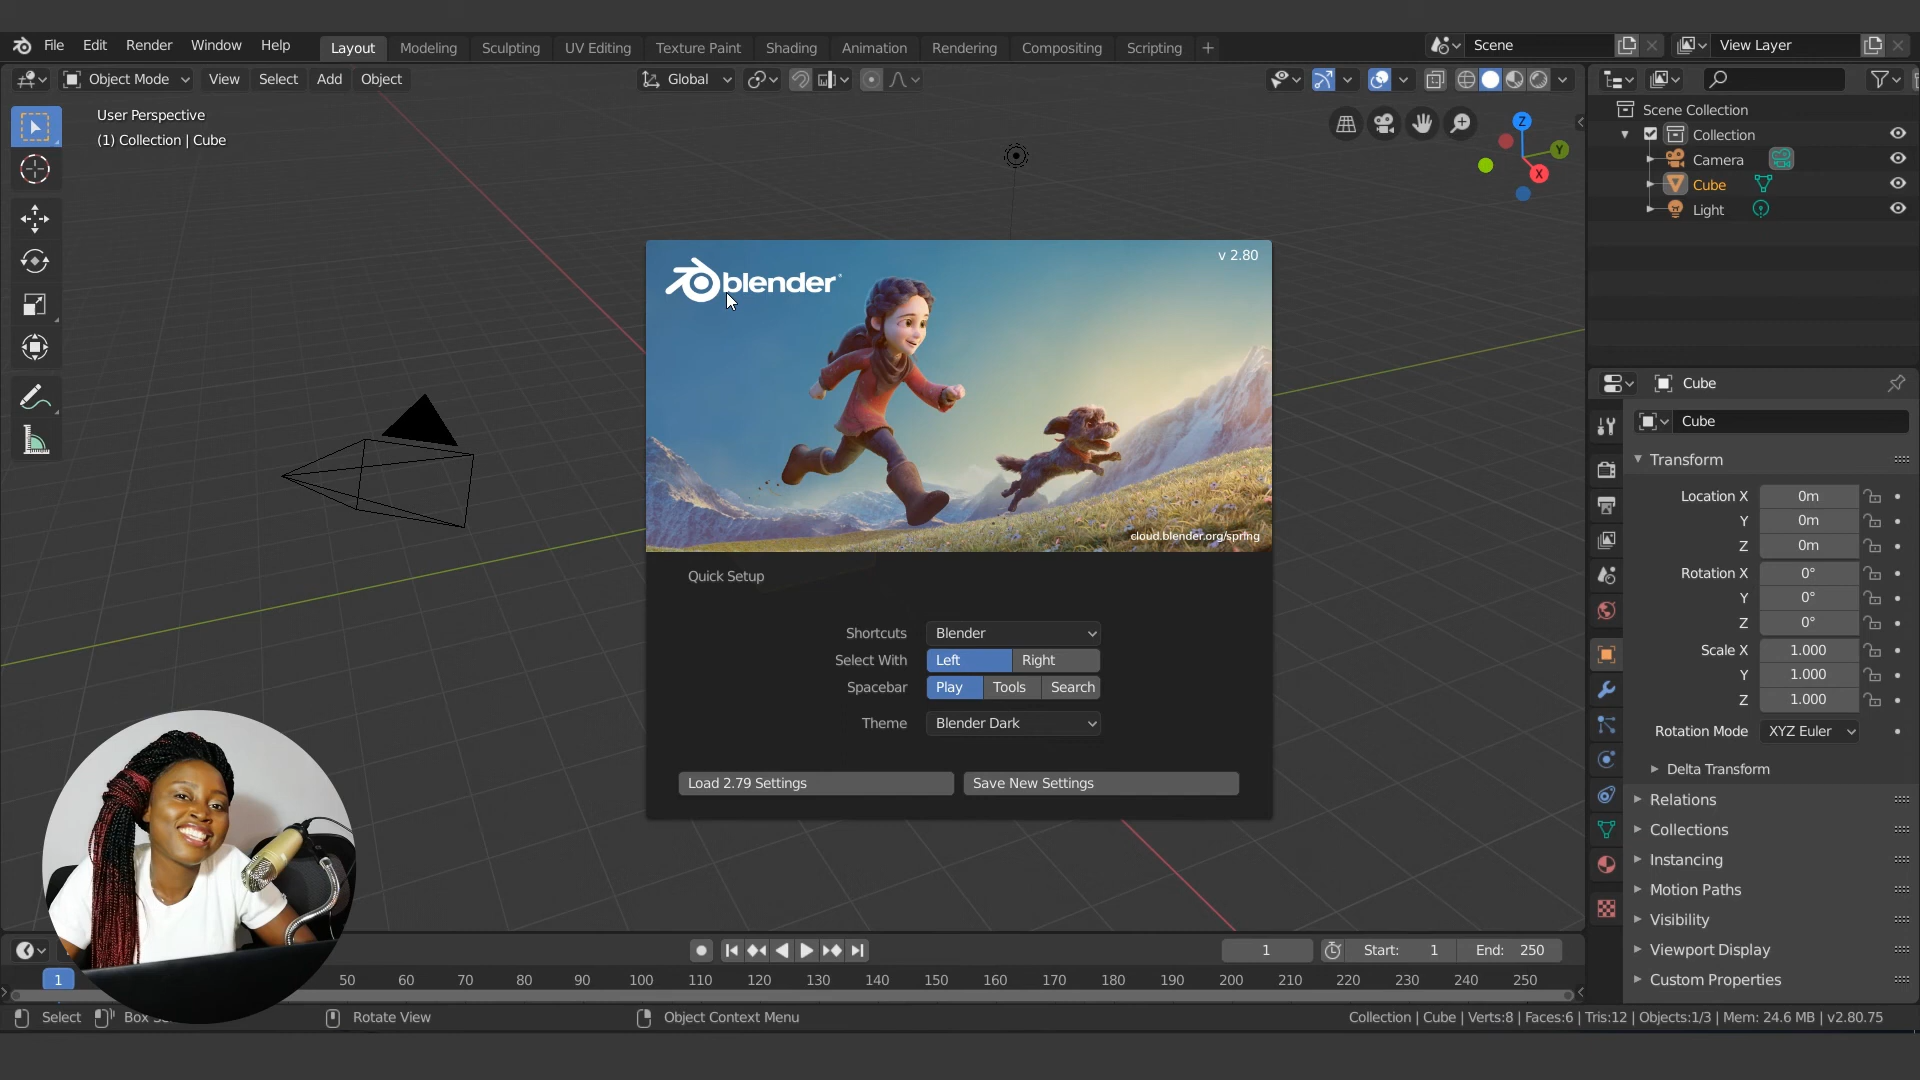 File Edit Render Window Help
Layout Modeling Sculpting UV Editing Texture Paint Shading Animation Rendering Compositing Scripting +
Scene
View Layer
Object Mode View Select Add Object
Global
User Perspective
(1) Collection | Cube
Z
Y
X
Scene Collection
Collection
Camera
Cube
Light
blender
v 2.80
cloud.blender.org/spring
Quick Setup
Shortcuts Blender
Select With Left Right
Spacebar Play Tools Search
Theme Blender Dark
Load 2.79 Settings Save New Settings
Cube
Cube
Transform
Location X 0m
Y 0m
Z 0m
Rotation X 0°
Y 0°
Z 0°
Scale X 1.000
Y 1.000
Z 1.000
Rotation Mode XYZ Euler
Delta Transform
Relations
Collections
Instancing
Motion Paths
Visibility
Viewport Display
Custom Properties
1 Start: 1 End: 250
1 50 60 70 80 90 100 110 120 130 140 150 160 170 180 190 200 210 220 230 240 250
Select Box Rotate View Object Context Menu
Collection | Cube | Verts:8 | Faces:6 | Tris:12 | Objects:1/3 | Mem: 24.6 MB | v2.80.75